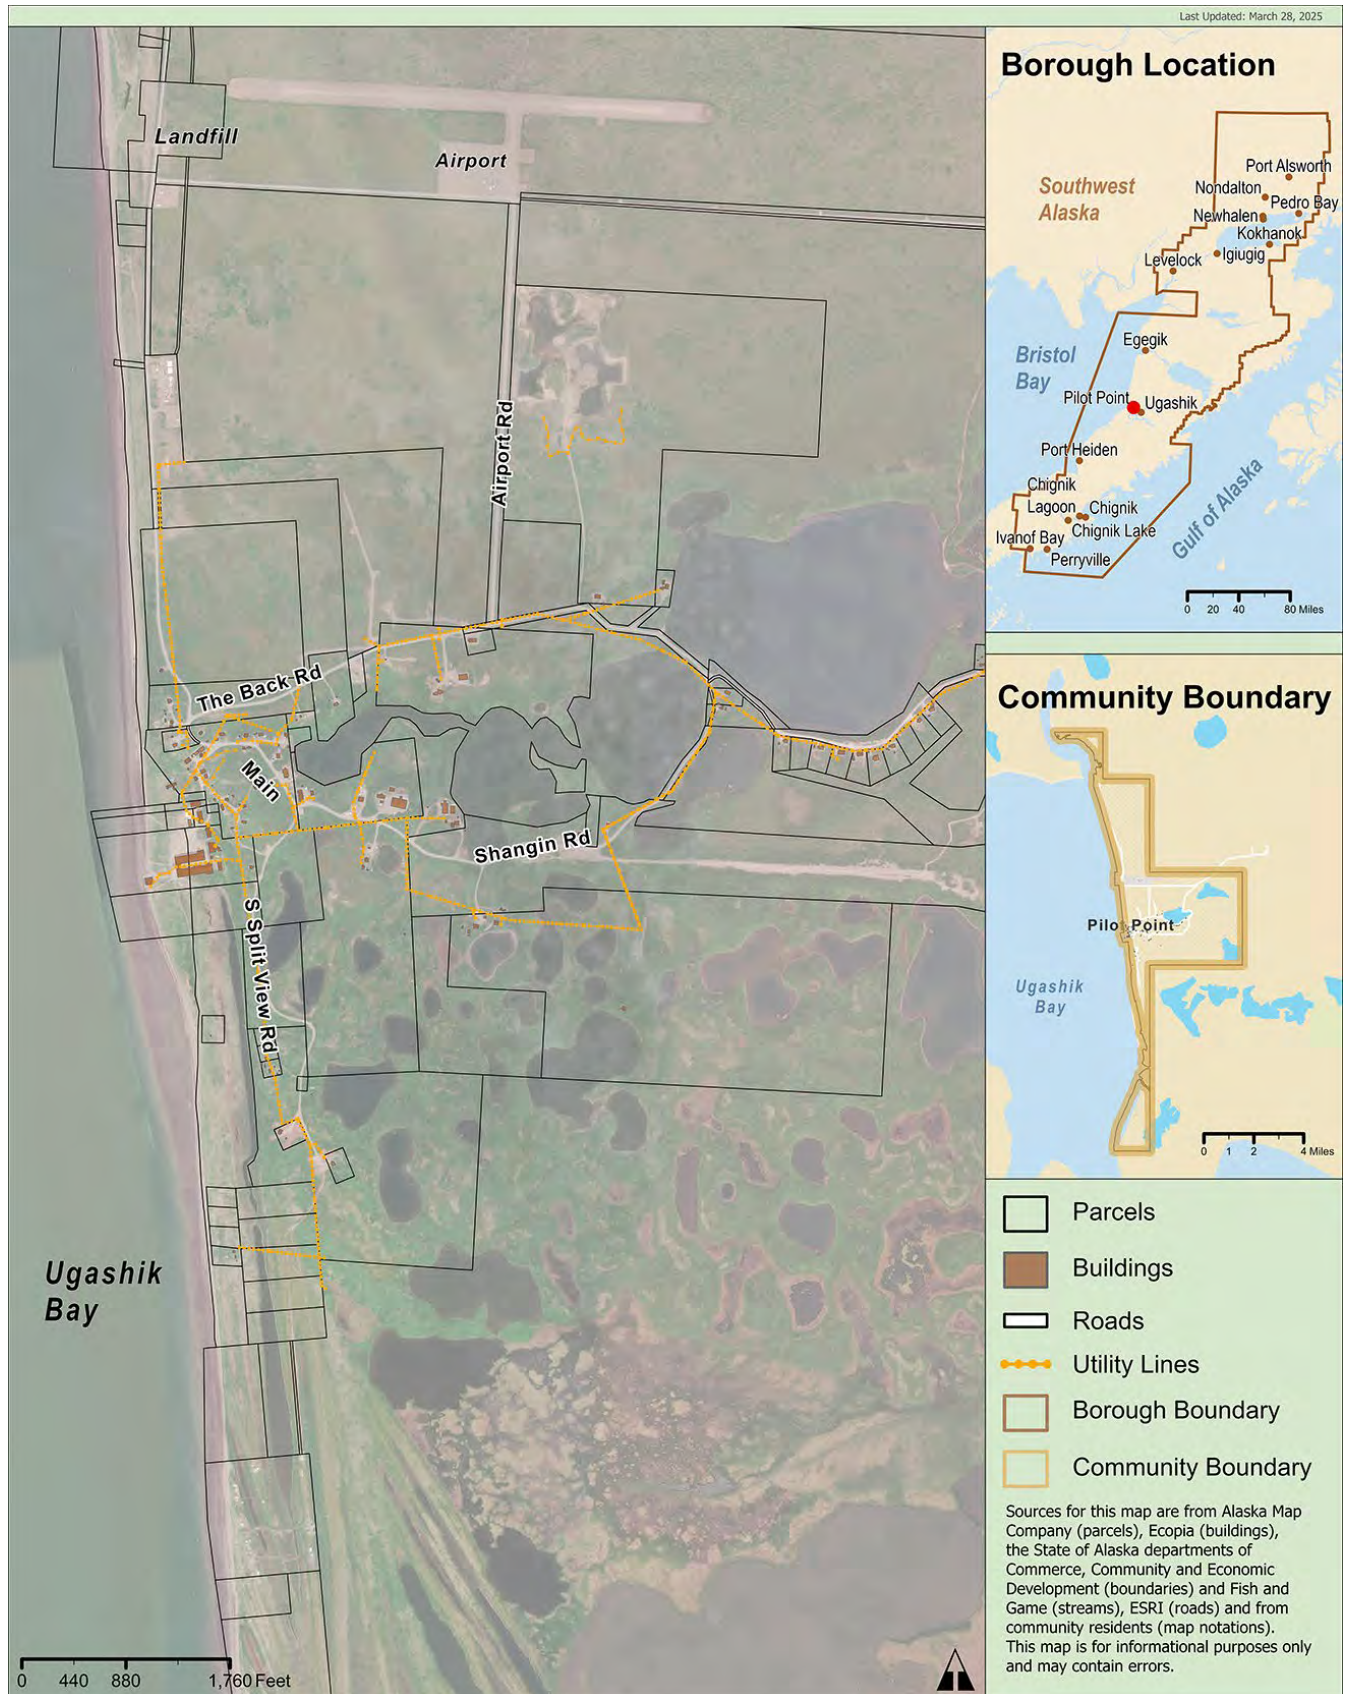 Last Updated: March 28, 2025
Landfill
Airport
Airport Rd
The Back Rd
Main
Shangin Rd
S Split View Rd
Ugashik
Bay
0 440 880 1,760 Feet
Borough Location
Southwest
Alaska
Port Alsworth
Nondalton
Pedro Bay
Newhalen
Kokhanok
Igiugig
Levelock
Bristol
Bay
Egegik
Pilot Point
Ugashik
Port Heiden
Chignik
Lagoon
Chignik
Chignik Lake
Ivanof Bay
Perryville
Gulf of Alaska
0 20 40 80 Miles
Community Boundary
Pilot Point
Ugashik
Bay
0 1 2 4 Miles
Parcels
Buildings
Roads
Utility Lines
Borough Boundary
Community Boundary
Sources for this map are from Alaska Map
Company (parcels), Ecopia (buildings),
the State of Alaska departments of
Commerce, Community and Economic
Development (boundaries) and Fish and
Game (streams), ESRI (roads) and from
community residents (map notations).
This map is for informational purposes only
and may contain errors.